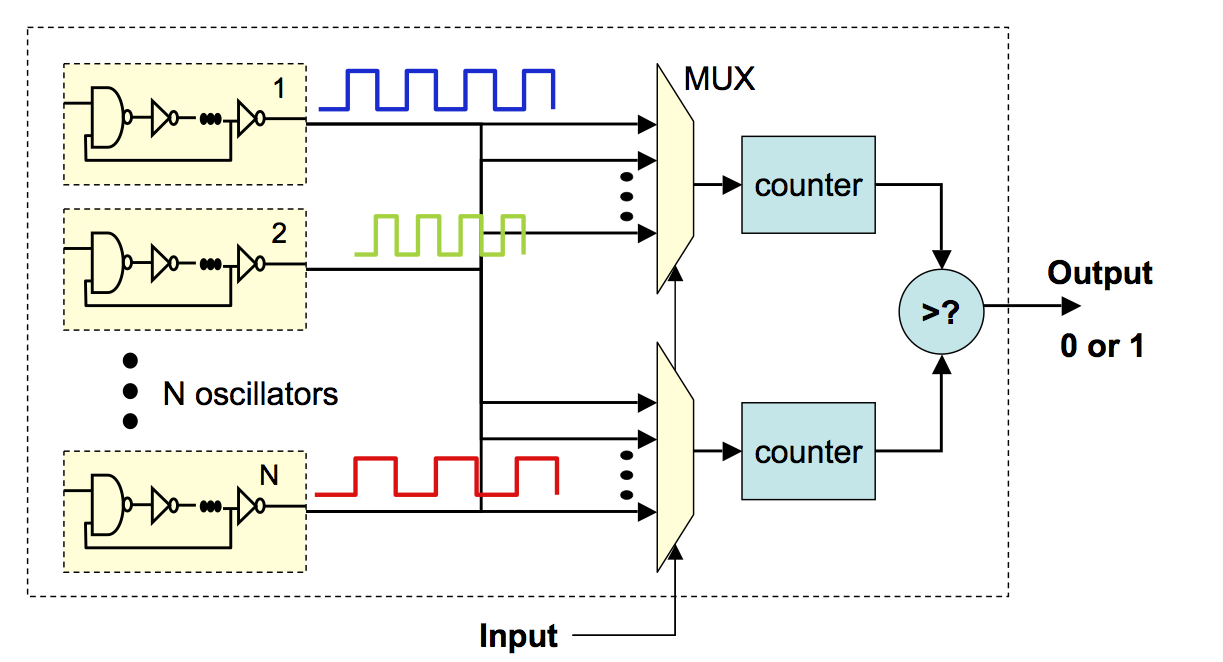 1
MUX
counter
2
Output
>?
0 or 1
N oscillators
N
counter
Input